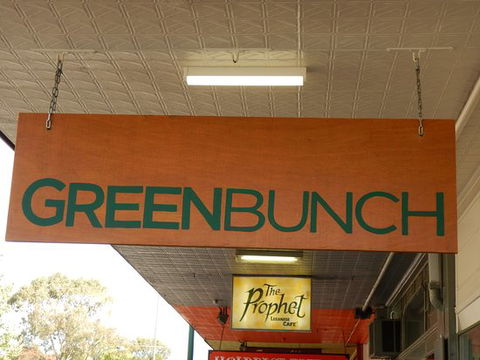 GREENBUNCH
The
Prophet
LEBANESE
CAFE